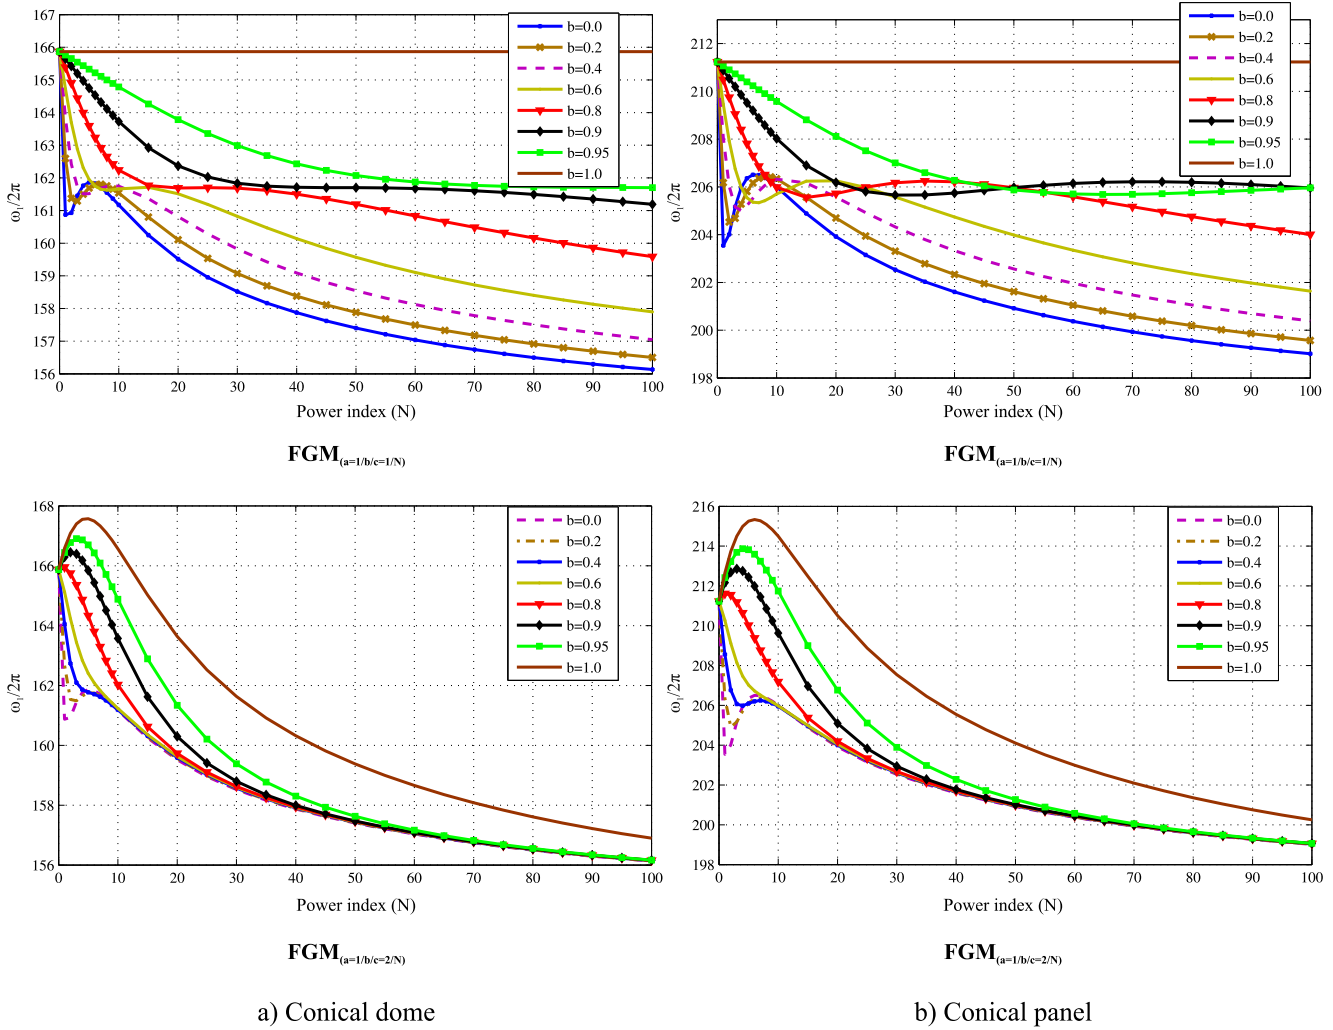 167
166
165
164
163
162
161
160
159
158
157
156
ω₁/2π
0 10 20 30 40 50 60 70 80 90 100
Power index (N)
b=0.0
b=0.2
b=0.4
b=0.6
b=0.8
b=0.9
b=0.95
b=1.0
FGM(a=1/b/c=1/N)
212
210
208
206
204
202
200
198
ω₁/2π
0 10 20 30 40 50 60 70 80 90 100
Power index (N)
b=0.0
b=0.2
b=0.4
b=0.6
b=0.8
b=0.9
b=0.95
b=1.0
FGM(a=1/b/c=1/N)
168
166
164
162
160
158
156
ω₁/2π
0 10 20 30 40 50 60 70 80 90 100
Power index (N)
b=0.0
b=0.2
b=0.4
b=0.6
b=0.8
b=0.9
b=0.95
b=1.0
FGM(a=1/b/c=2/N)
216
214
212
210
208
206
204
202
200
198
ω₁/2π
0 10 20 30 40 50 60 70 80 90 100
Power index (N)
b=0.0
b=0.2
b=0.4
b=0.6
b=0.8
b=0.9
b=0.95
b=1.0
FGM(a=1/b/c=2/N)
a) Conical dome
b) Conical panel